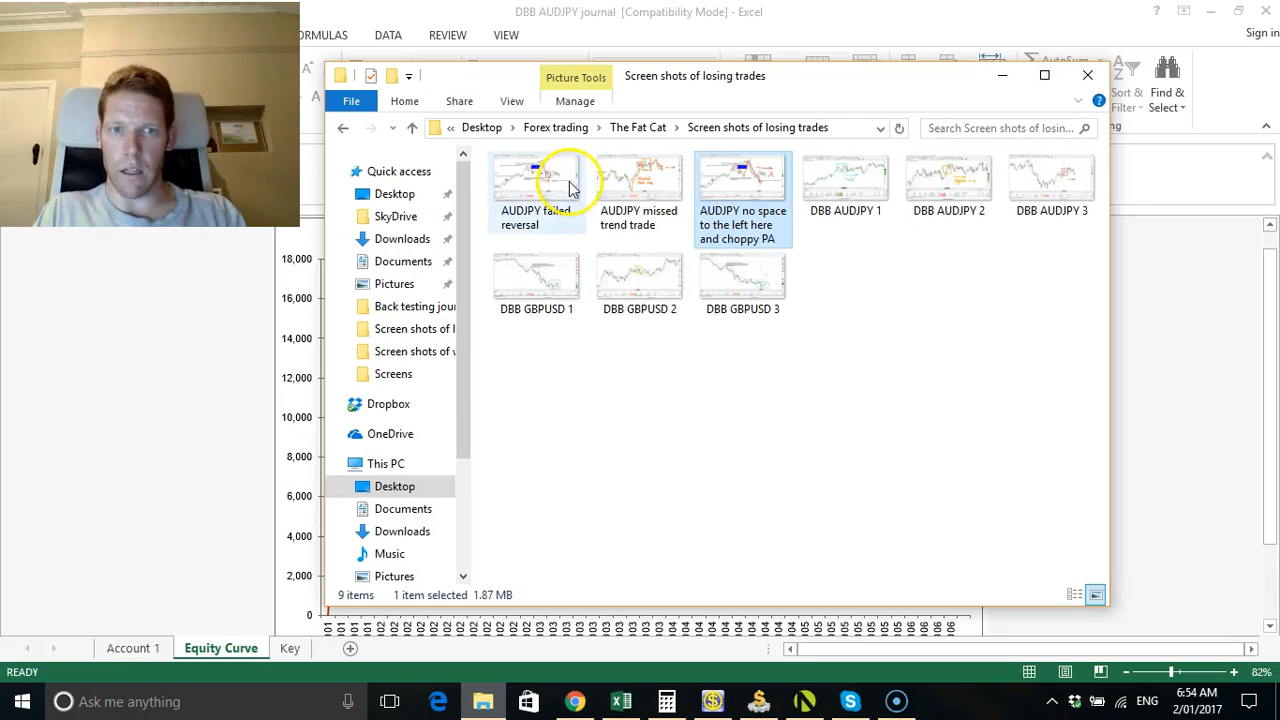 DBB AUDJPY journal [Compatibility Mode] - Excel
Sign in
ORMULAS DATA REVIEW VIEW
AutoSum
Sort &
Filter
Find &
Select
Picture Tools
Screen shots of losing trades
File Home Share View Manage
« Desktop Forex trading The Fat Cat Screen shots of losing trades
Search Screen shots of losin...
Quick access
Desktop
SkyDrive
Downloads
Documents
Pictures
Back testing jour
Screen shots of l
Screen shots of v
Screens
Dropbox
OneDrive
This PC
Desktop
Documents
Downloads
Music
Pictures
AUDJPY failed
reversal
AUDJPY missed
trend trade
AUDJPY no space
to the left here
and choppy PA
DBB AUDJPY 1
DBB AUDJPY 2
DBB AUDJPY 3
DBB GBPUSD 1
DBB GBPUSD 2
DBB GBPUSD 3
9 items 1 item selected 1.87 MB
18,000
16,000
14,000
12,000
10,000
8,000
6,000
4,000
2,000
0
Account 1 Equity Curve Key
READY
82%
Ask me anything
ENG
6:54 AM
2/01/2017